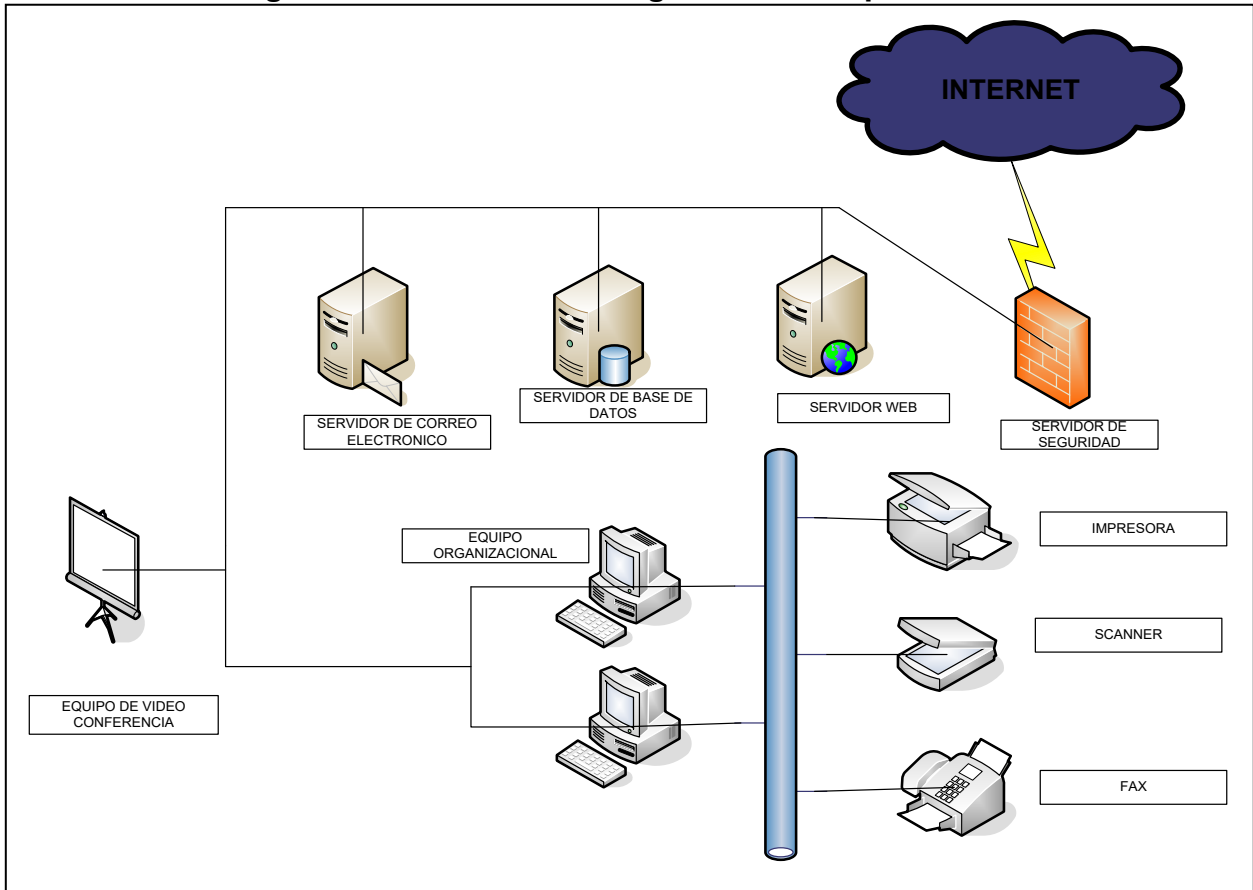 INTERNET
SERVIDOR DE CORREO
ELECTRONICO
SERVIDOR DE BASE DE
DATOS
SERVIDOR WEB
SERVIDOR DE
SEGURIDAD
EQUIPO
ORGANIZACIONAL
IMPRESORA
SCANNER
EQUIPO DE VIDEO
CONFERENCIA
FAX